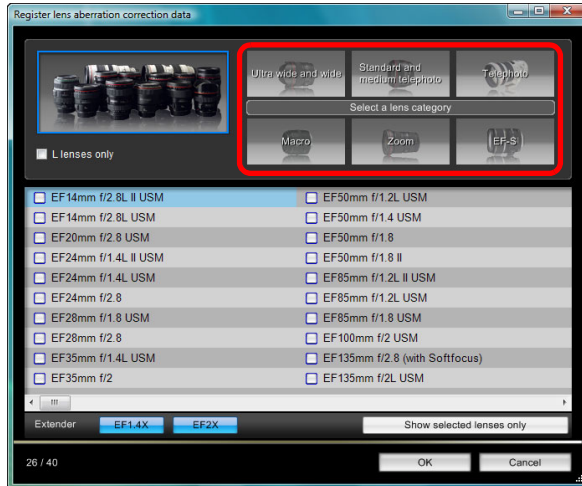 Register lens aberration correction data
Ultra wide and wide
Standard and
medium telephoto
Telephoto
Select a lens category
Macro
Zoom
EF-S
L lenses only
EF14mm f/2.8L II USM
EF14mm f/2.8L USM
EF20mm f/2.8 USM
EF24mm f/1.4L II USM
EF24mm f/1.4L USM
EF24mm f/2.8
EF28mm f/1.8 USM
EF28mm f/2.8
EF35mm f/1.4L USM
EF35mm f/2
EF50mm f/1.2L USM
EF50mm f/1.4 USM
EF50mm f/1.8
EF50mm f/1.8 II
EF85mm f/1.2L II USM
EF85mm f/1.2L USM
EF85mm f/1.8 USM
EF100mm f/2 USM
EF135mm f/2.8 (with Softfocus)
EF135mm f/2L USM
Extender
EF1.4X
EF2X
Show selected lenses only
26 / 40
OK
Cancel